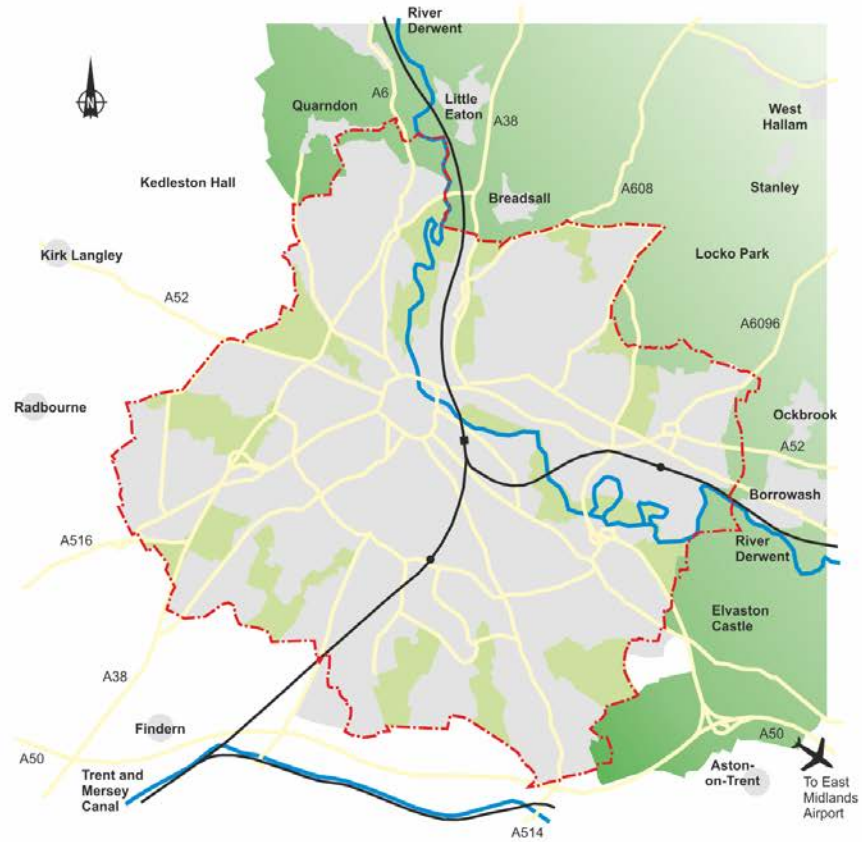 River
Derwent
A6
Little
Eaton
Quarndon
A38
West
Hallam
Kedleston Hall
Breadsall
A608
Stanley
N
Kirk Langley
Locko Park
A52
A6096
Radbourne
Ockbrook
A52
Borrowash
A516
River
Derwent
Elvaston
Castle
A38
Findern
A50
A50
Trent and
Mersey
Canal
Aston-
on-Trent
To East
Midlands
Airport
A514